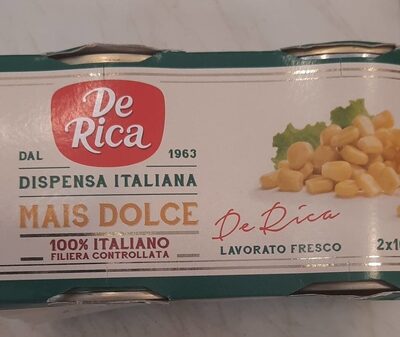 De
Rica
DAL 1963
DISPENSA ITALIANA
MAIS DOLCE
100% ITALIANO
FILIERA CONTROLLATA
De Rica
LAVORATO FRESCO